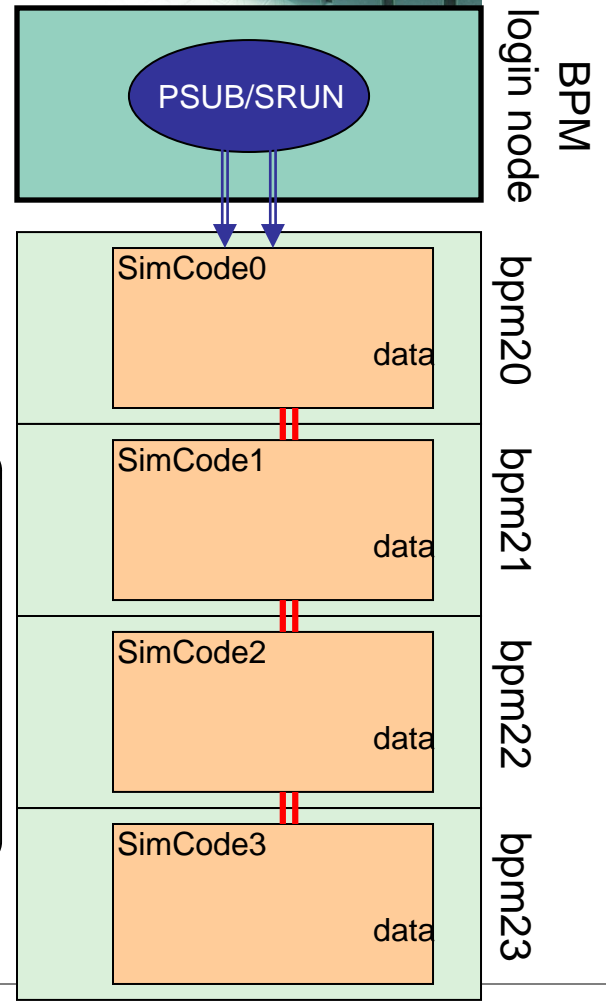 BPM
login node
PSUB/SRUN
SimCode0
data
bpm20
SimCode1
data
bpm21
SimCode2
data
bpm22
SimCode3
data
bpm23